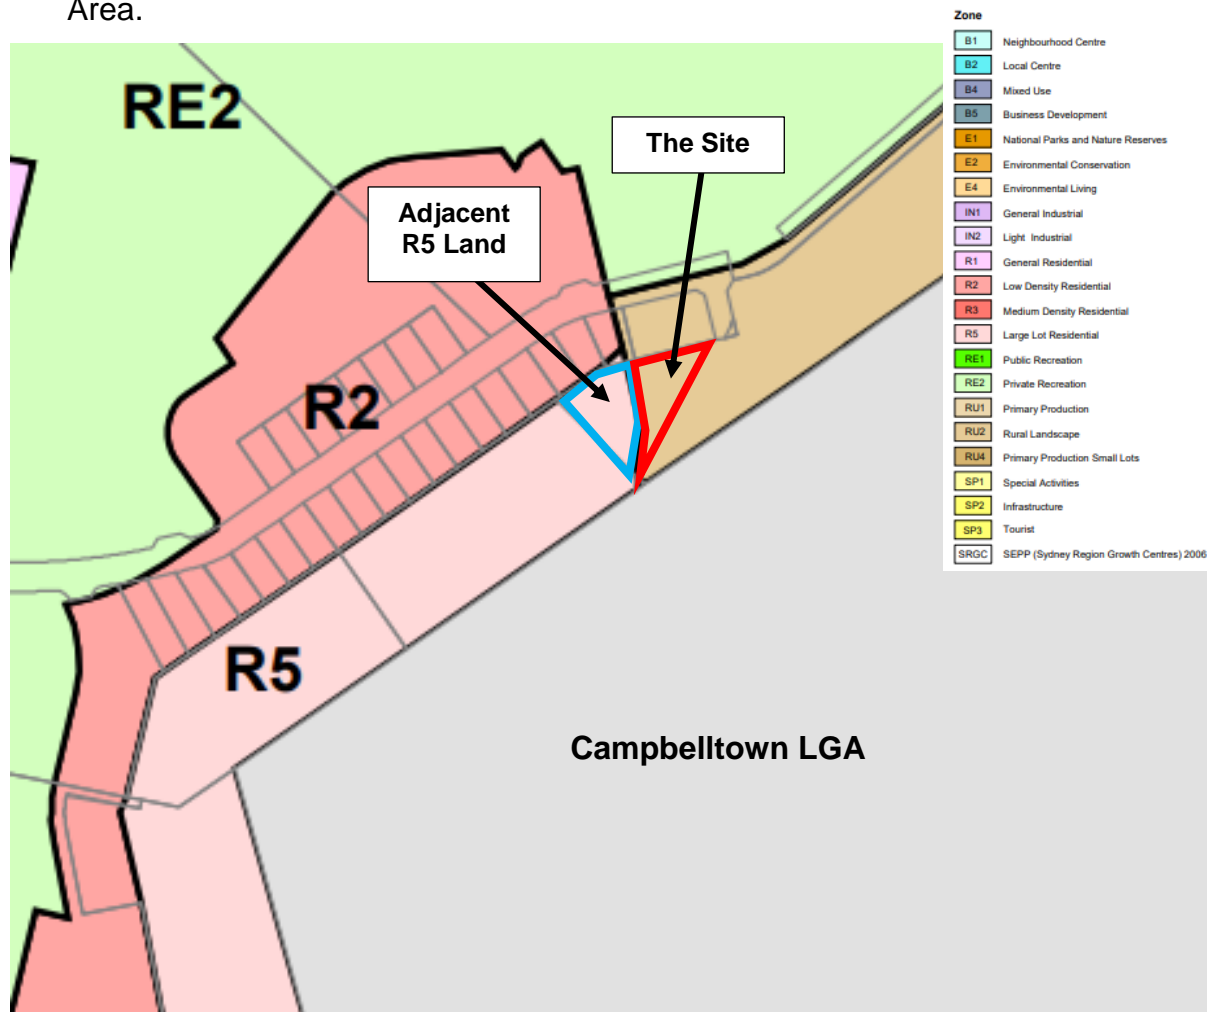 Area.
RE2
The Site
Adjacent
R5 Land
R2
R5
Campbelltown LGA
Zone
B1 Neighbourhood Centre
B2 Local Centre
B4 Mixed Use
B5 Business Development
E1 National Parks and Nature Reserves
E2 Environmental Conservation
E4 Environmental Living
IN1 General Industrial
IN2 Light Industrial
R1 General Residential
R2 Low Density Residential
R3 Medium Density Residential
R5 Large Lot Residential
RE1 Public Recreation
RE2 Private Recreation
RU1 Primary Production
RU2 Rural Landscape
RU4 Primary Production Small Lots
SP1 Special Activities
SP2 Infrastructure
SP3 Tourist
SRGC SEPP (Sydney Region Growth Centres) 2006